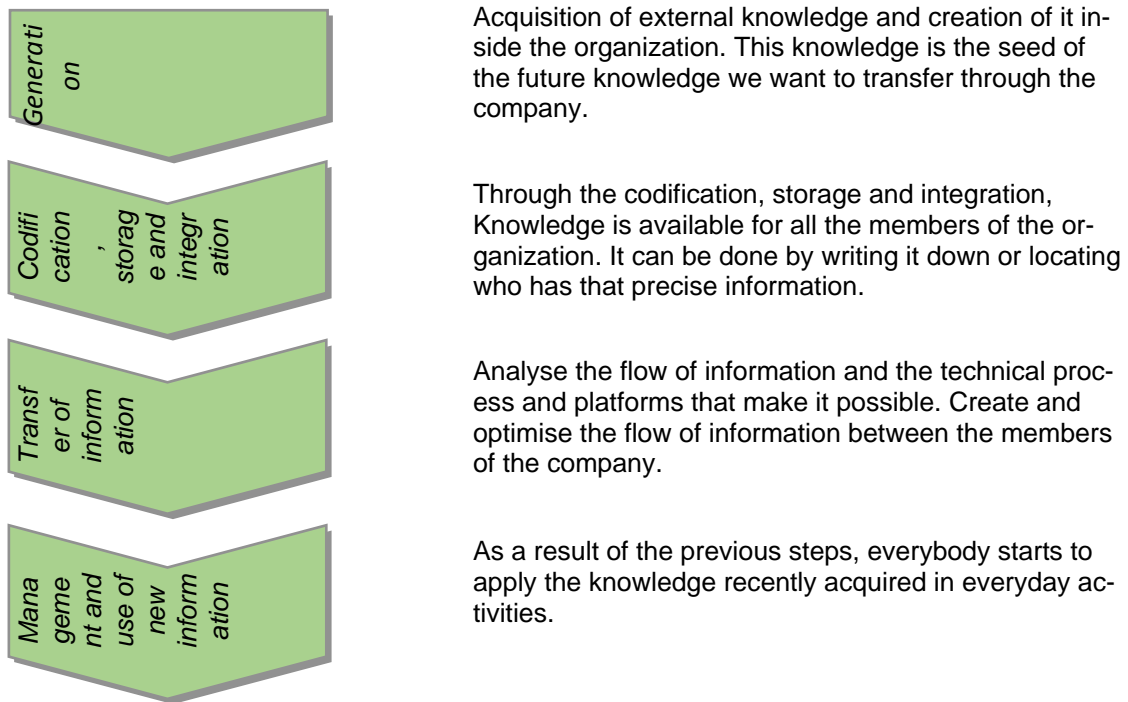 Generati
on
Acquisition of external knowledge and creation of it in-
side the organization. This knowledge is the seed of
the future knowledge we want to transfer through the
company.
Codifi
cation
,
storag
e and
integr
ation
Through the codification, storage and integration,
Knowledge is available for all the members of the or-
ganization. It can be done by writing it down or locating
who has that precise information.
Transf
er of
inform
ation
Analyse the flow of information and the technical proc-
ess and platforms that make it possible. Create and
optimise the flow of information between the members
of the company.
Mana
geme
nt and
use of
new
inform
ation
As a result of the previous steps, everybody starts to
apply the knowledge recently acquired in everyday ac-
tivities.